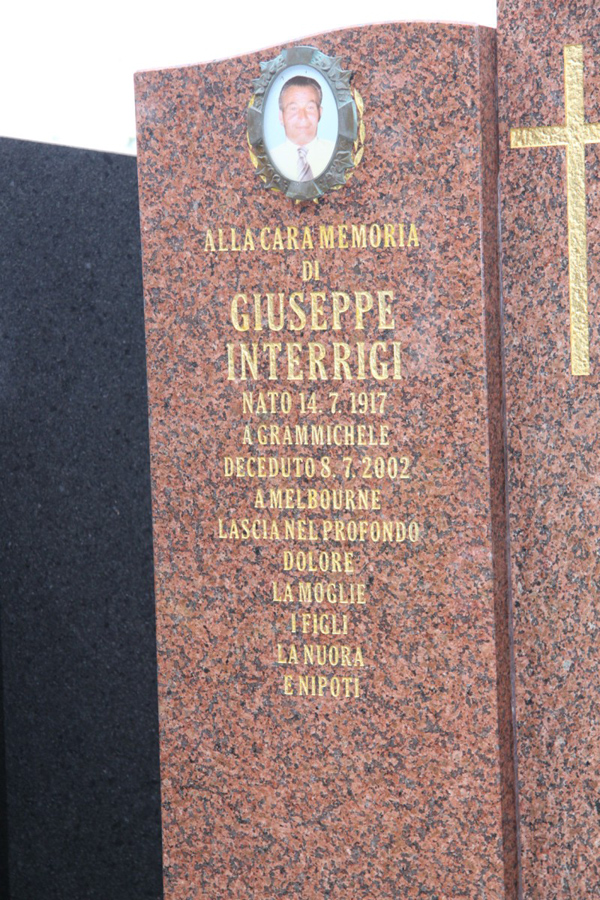 ALLA CARA MEMORIA
DI
GIUSEPPE
INTERRIGI
NATO 14. 7. 1917
A GRAMMICHELE
DECEDUTO 8. 7. 2002
A MELBOURNE
LASCIA NEL PROFONDO
DOLORE
LA MOGLIE
I FIGLI
LA NUORA
E NIPOTI